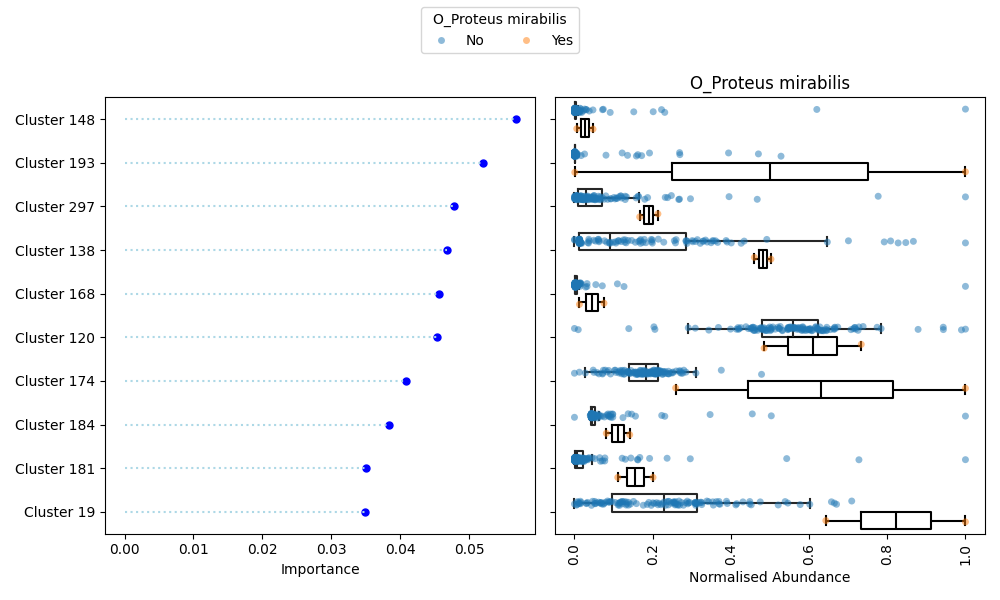 O_Proteus mirabilis
No Yes
O_Proteus mirabilis
Cluster 148
Cluster 193
Cluster 297
Cluster 138
Cluster 168
Cluster 120
Cluster 174
Cluster 184
Cluster 181
Cluster 19
0.00 0.01 0.02 0.03 0.04 0.05
Importance
0.0 0.2 0.4 0.6 0.8 1.0
Normalised Abundance